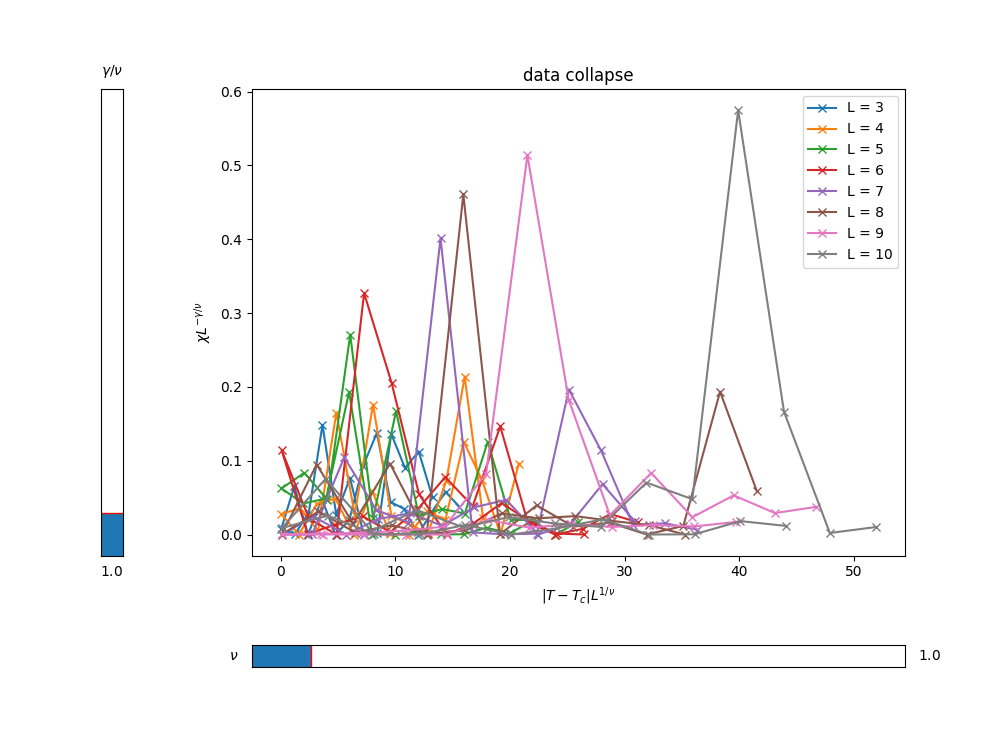 γ/ν
data collapse
0.6
0.5
0.4
0.3
0.2
0.1
0.0
χL^{-γ/ν}
L = 3
L = 4
L = 5
L = 6
L = 7
L = 8
L = 9
L = 10
0 10 20 30 40 50
|T − T_c|L^{1/ν}
1.0
ν 1.0